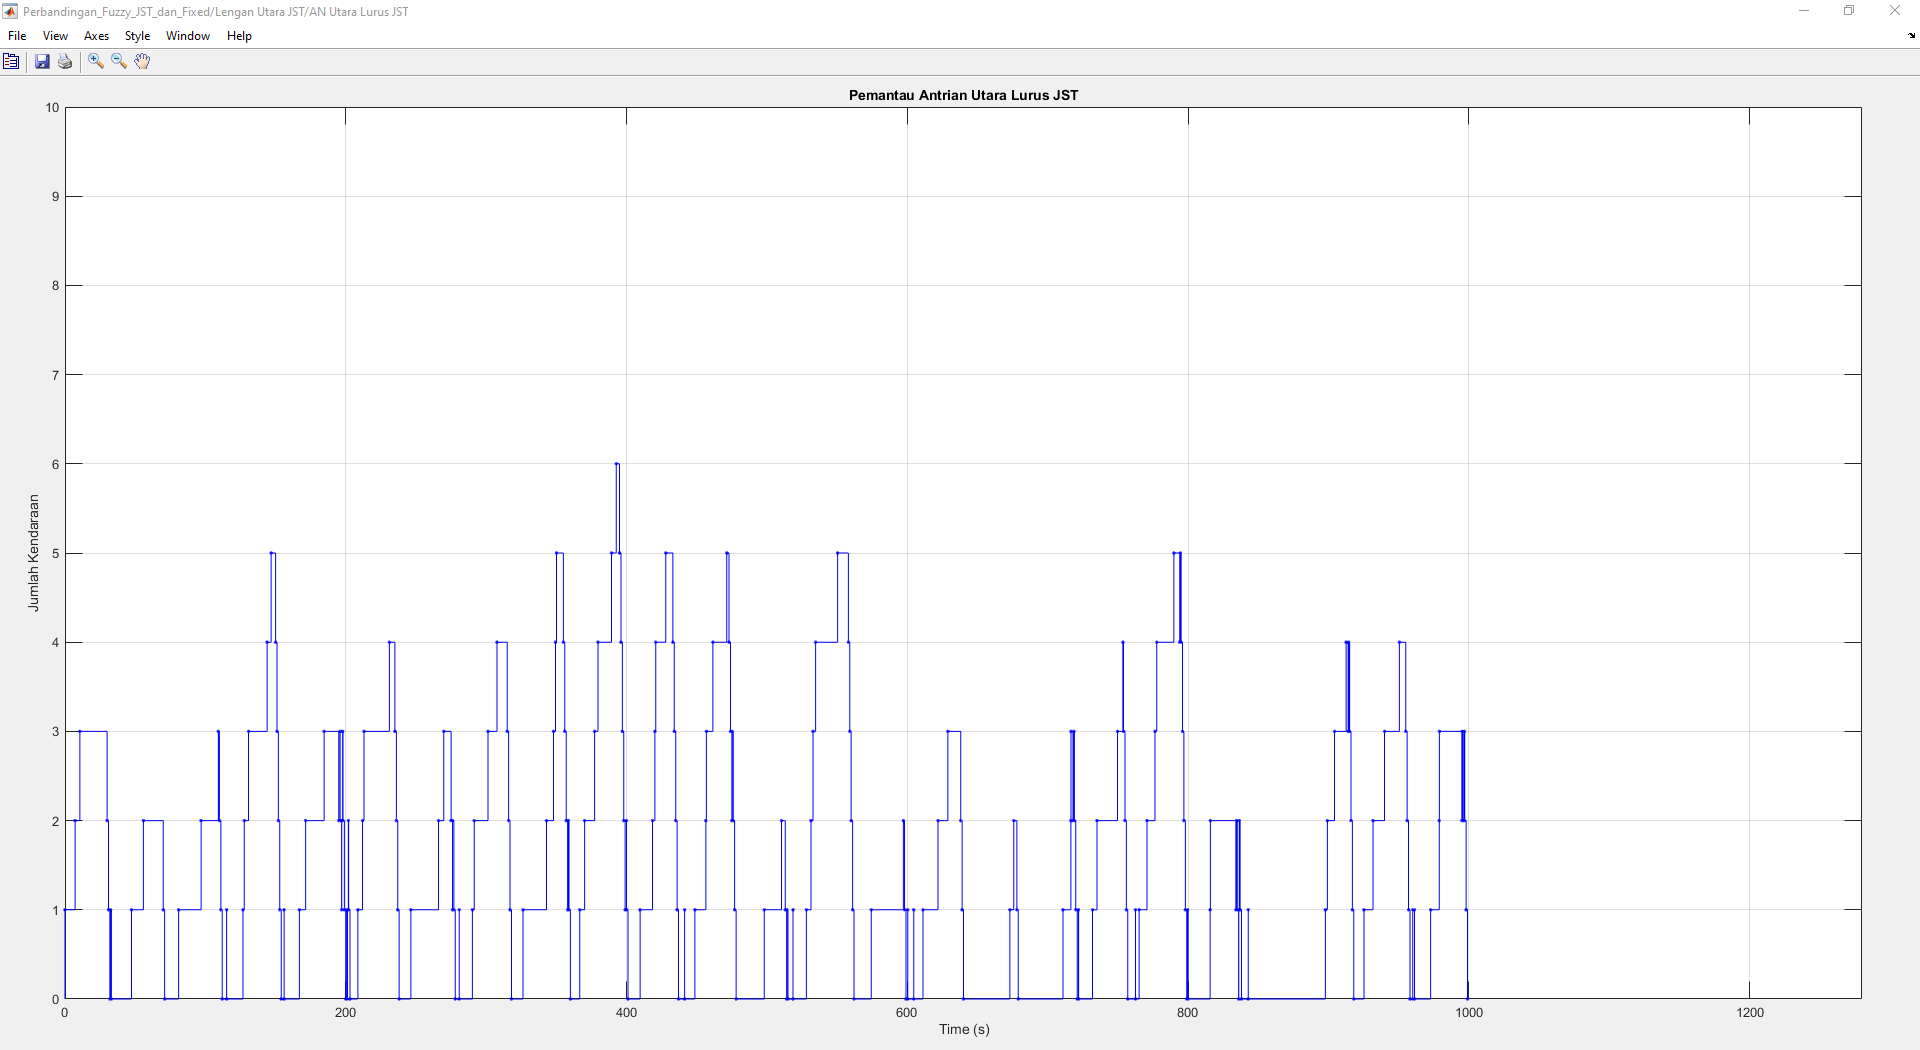 Perbandingan_Fuzzy_JST_dan_Fixed/Lengan Utara JST/AN Utara Lurus JST
File View Axes Style Window Help
Pemantau Antrian Utara Lurus JST
10
9
8
7
6
5
4
3
2
1
0
Jumlah Kendaraan
0 200 400 600 800 1000 1200
Time (s)